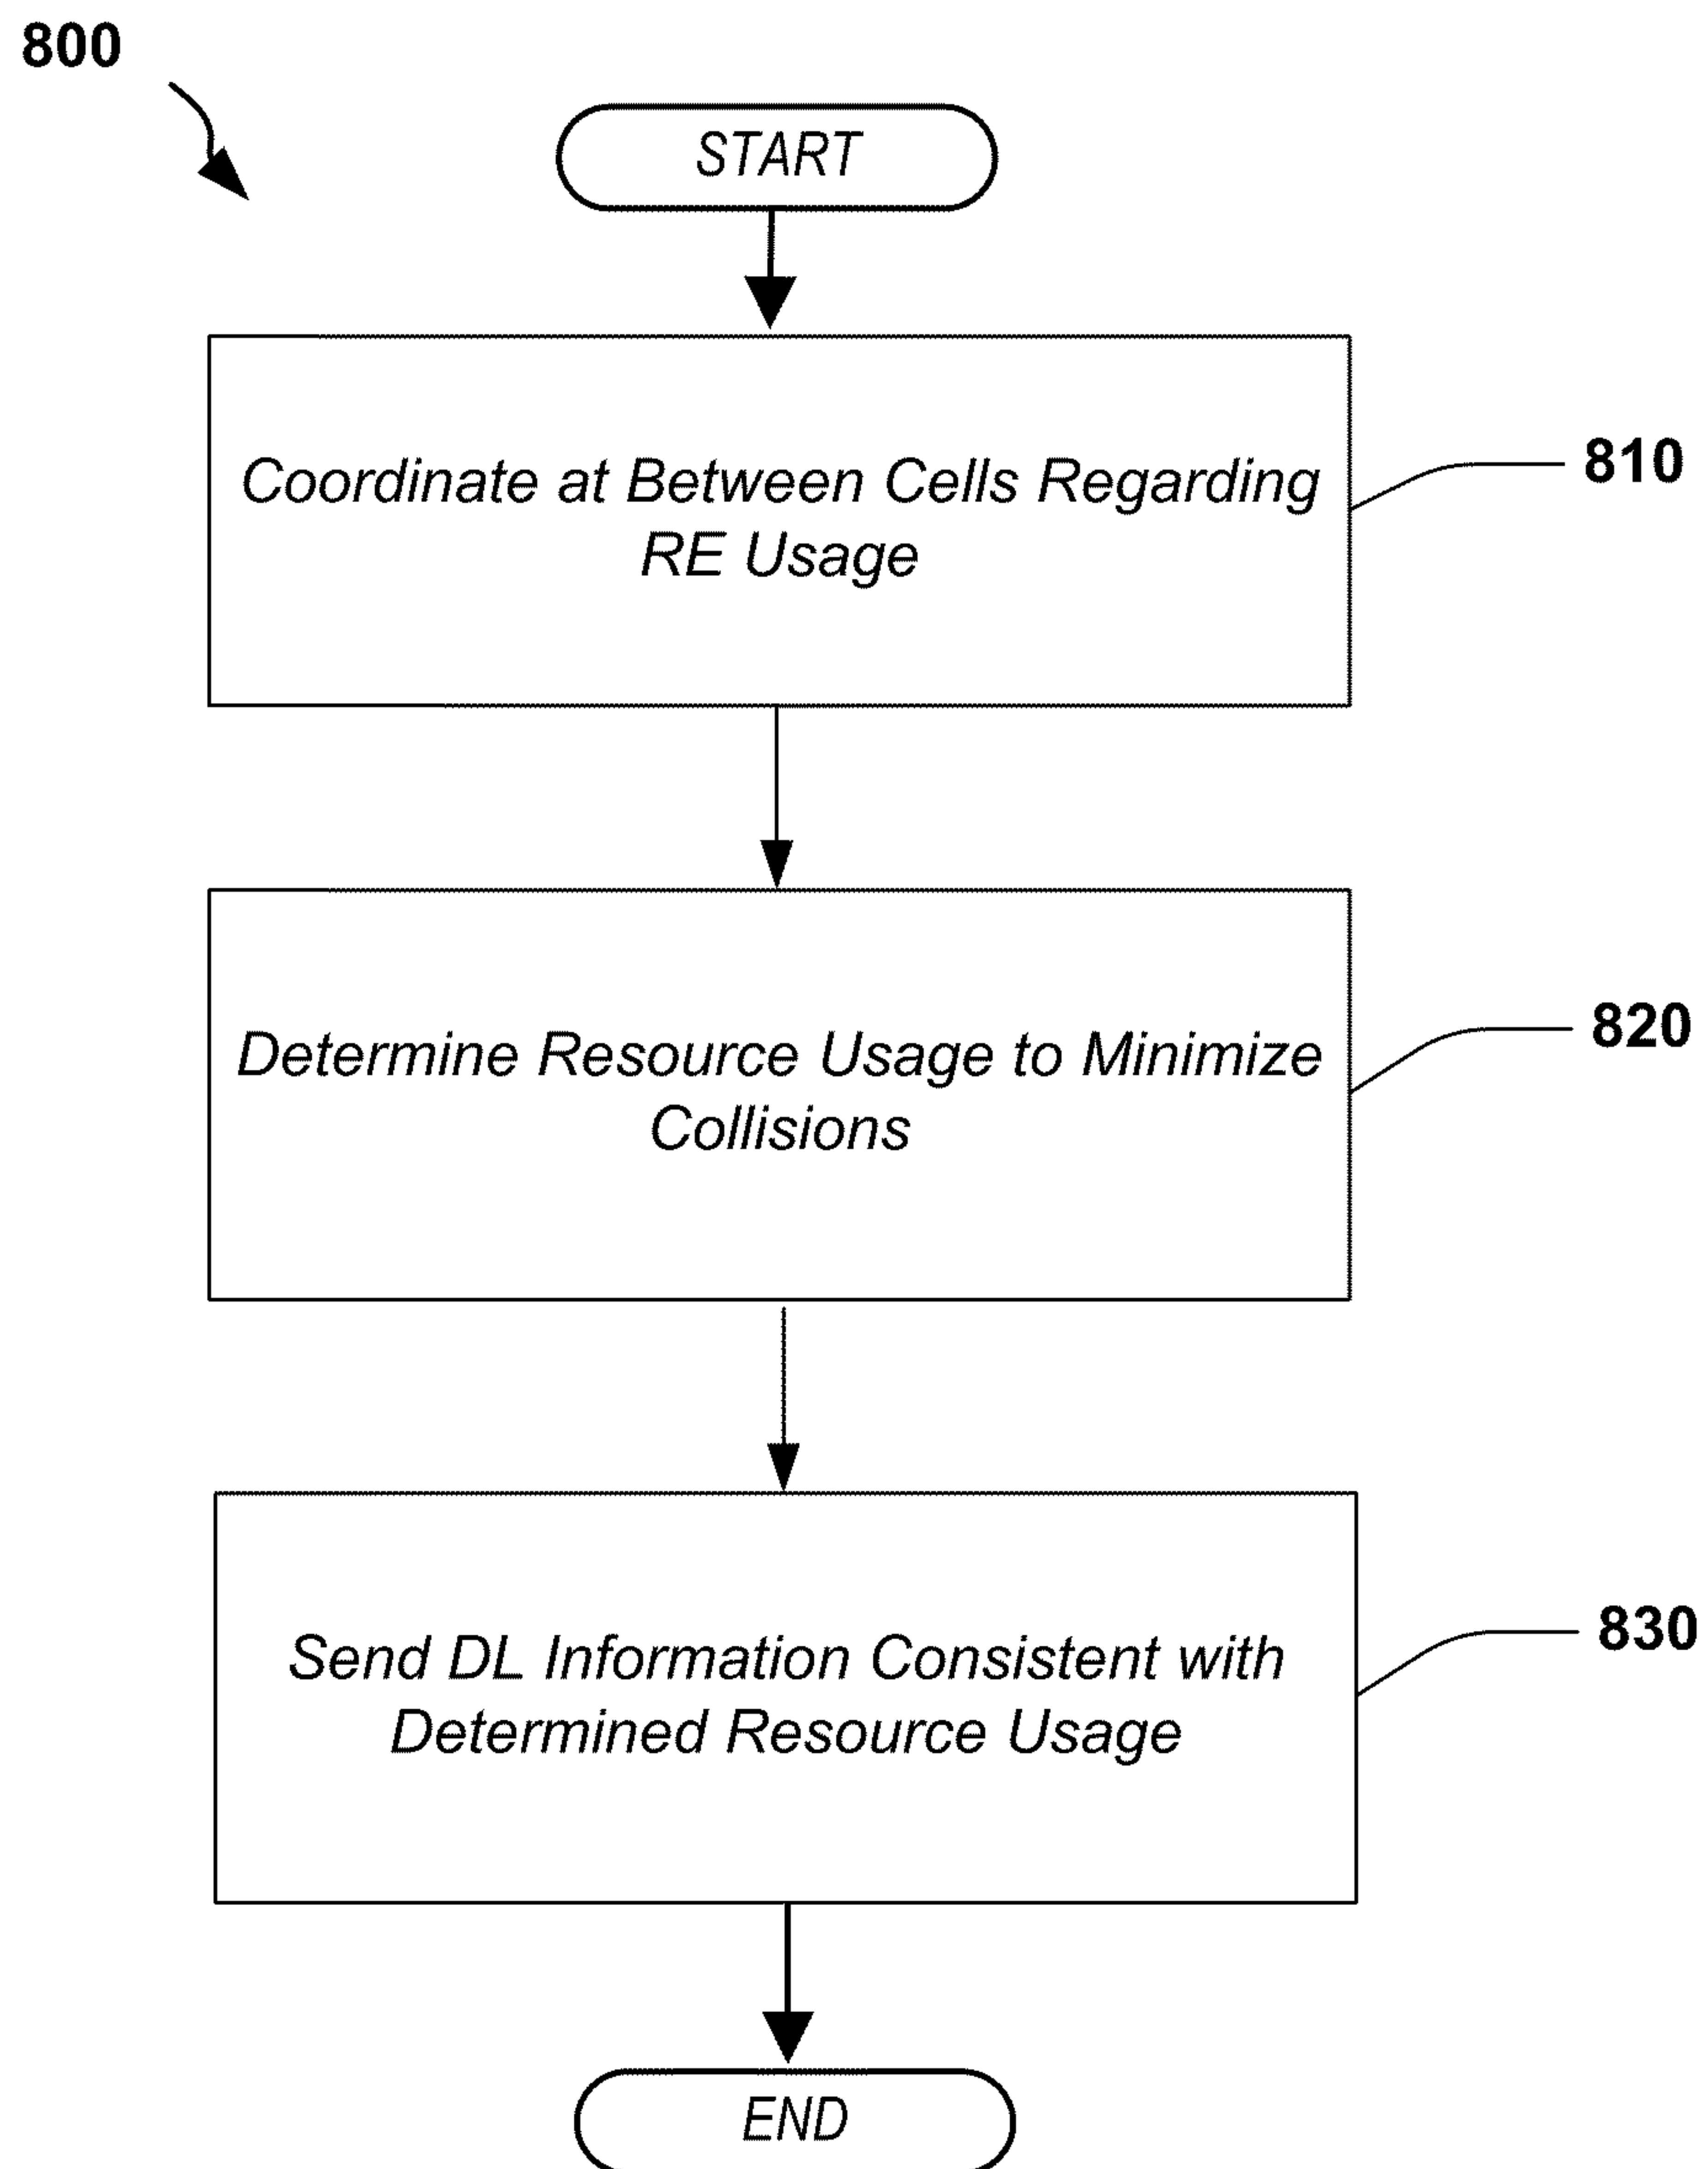 800
START
Coordinate at Between Cells Regarding
RE Usage
810
Determine Resource Usage to Minimize
Collisions
820
Send DL Information Consistent with
Determined Resource Usage
830
END